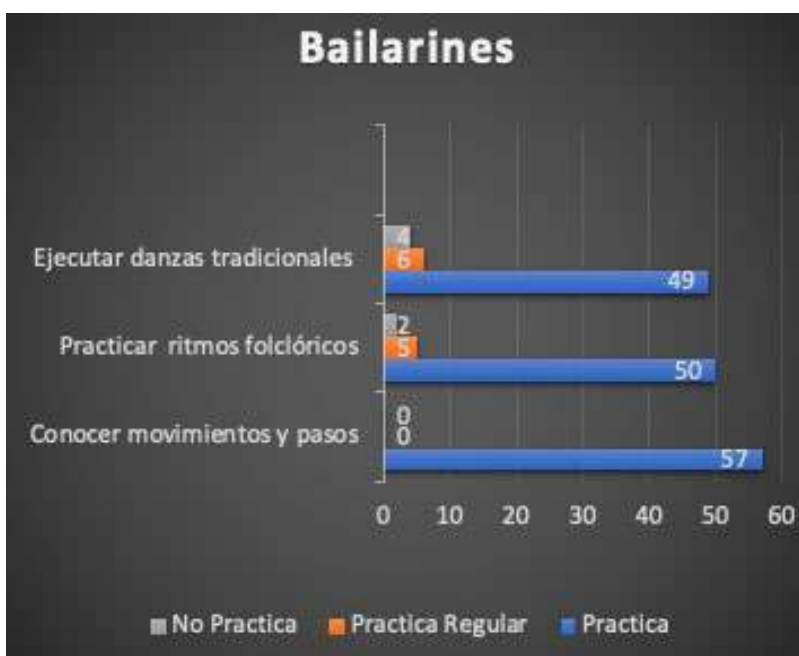 Bailarines
Ejecutar danzas tradicionales
4
6
49
Practicar ritmos folclóricos
2
5
50
Conocer movimientos y pasos
0
0
57
0 10 20 30 40 50 60
No Practica Practica Regular Practica